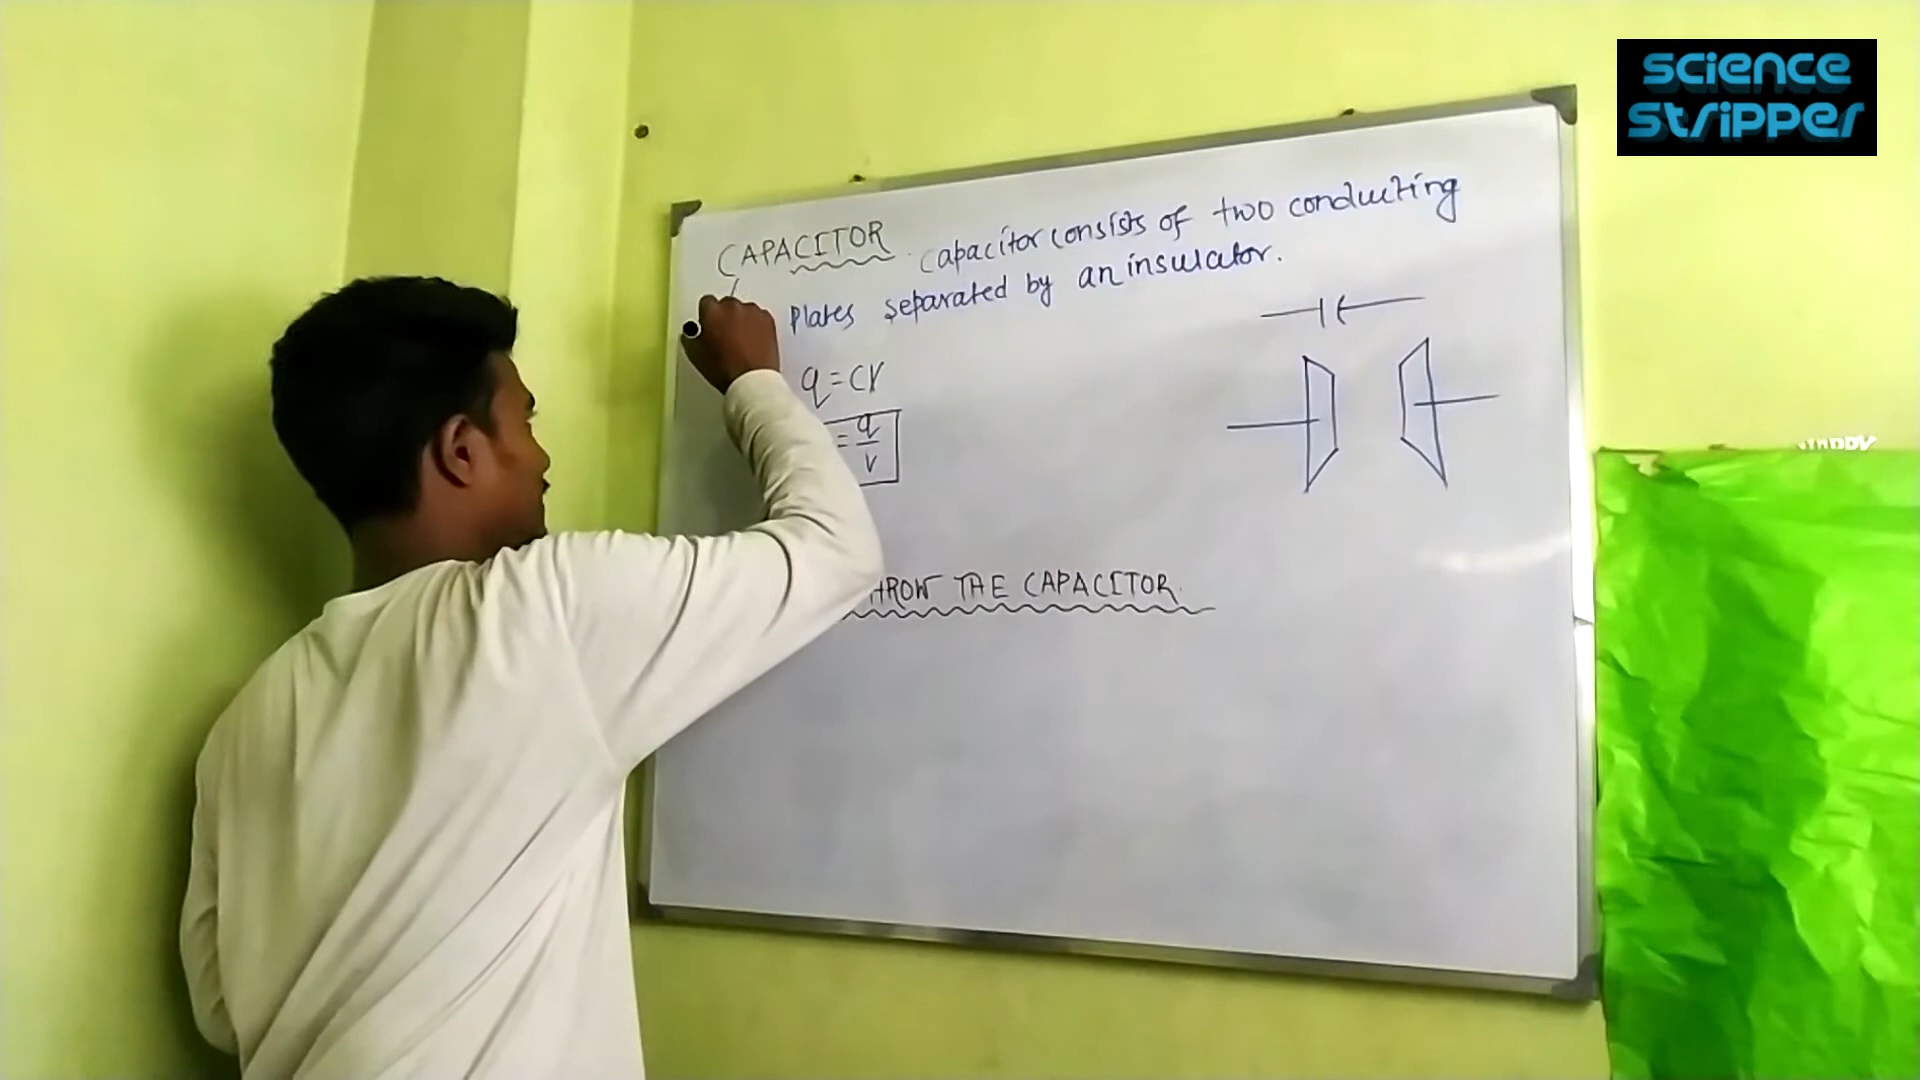 science
stripper
CAPACITOR. Capacitor consists of two conducting
Plates separated by an insulator.
q=CV
= q
V
HROW THE CAPACITOR.